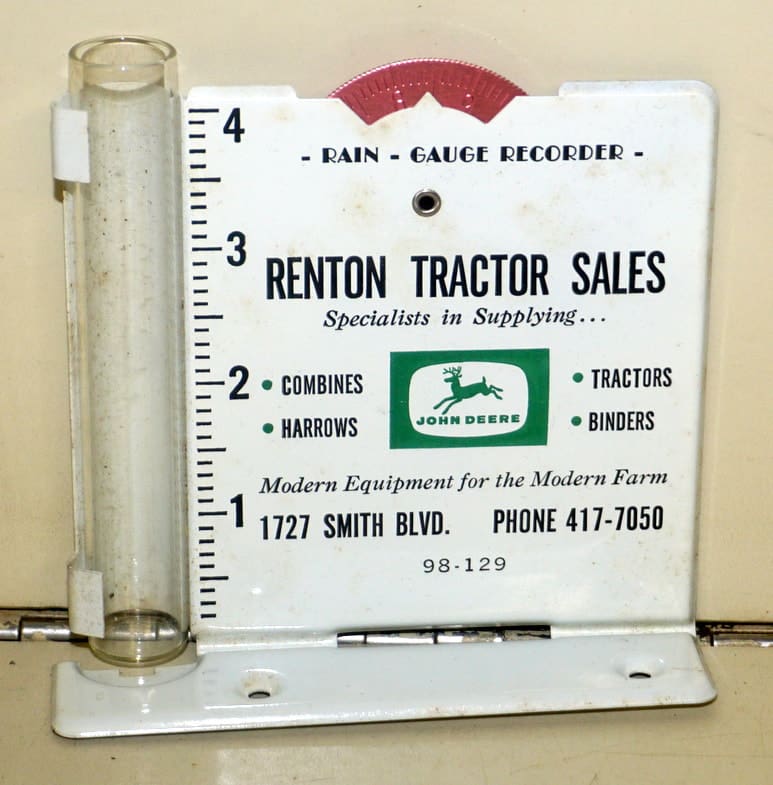 4
- RAIN - GAUGE RECORDER -
3
RENTON TRACTOR SALES
Specialists in Supplying...
2
• COMBINES
• TRACTORS
• HARROWS
• BINDERS
JOHN DEERE
Modern Equipment for the Modern Farm
1
1727 SMITH BLVD. PHONE 417-7050
98-129